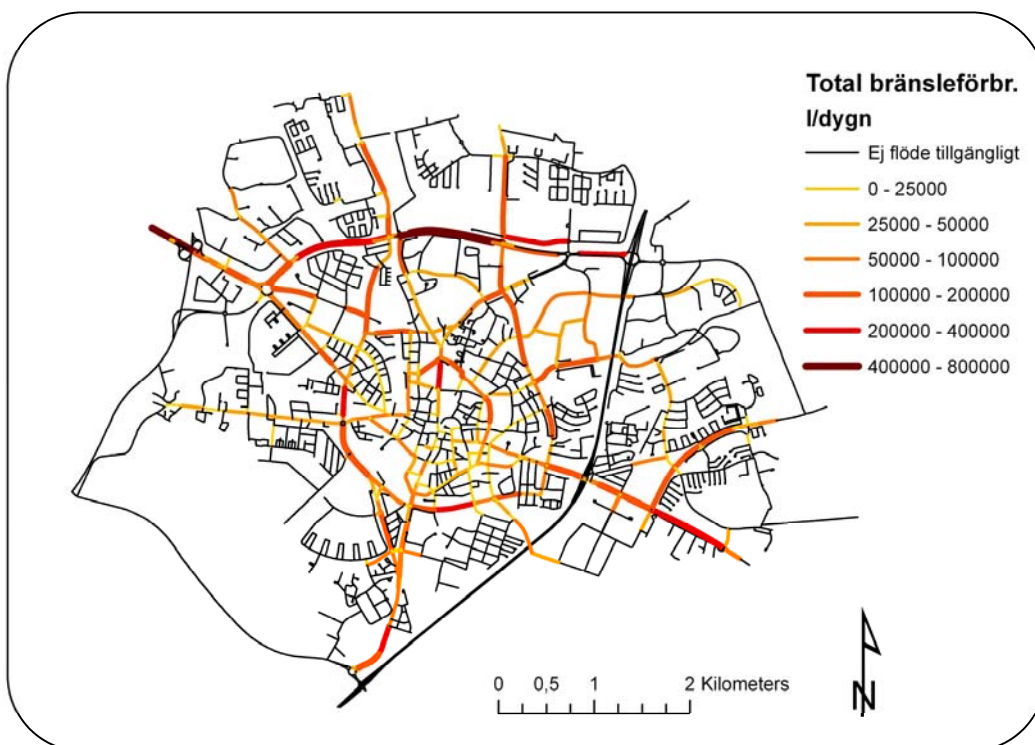 Total bränsleförbr.
l/dygn
Ej flöde tillgängligt
0 - 25000
25000 - 50000
50000 - 100000
100000 - 200000
200000 - 400000
400000 - 800000
0 0,5 1 2 Kilometers
N